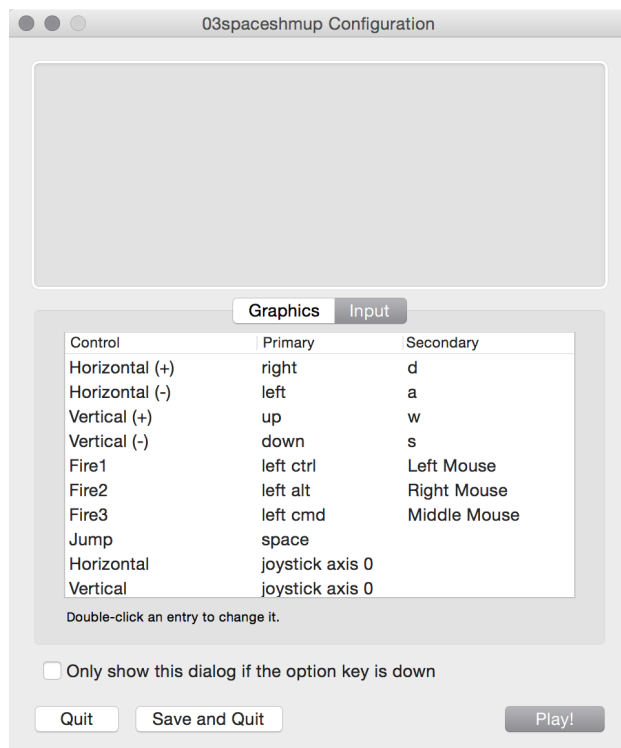 03spaceshmup Configuration
Graphics Input
Control Primary Secondary
Horizontal (+) right d
Horizontal (-) left a
Vertical (+) up w
Vertical (-) down s
Fire1 left ctrl Left Mouse
Fire2 left alt Right Mouse
Fire3 left cmd Middle Mouse
Jump space
Horizontal joystick axis 0
Vertical joystick axis 0
Double-click an entry to change it.
Only show this dialog if the option key is down
Quit Save and Quit Play!